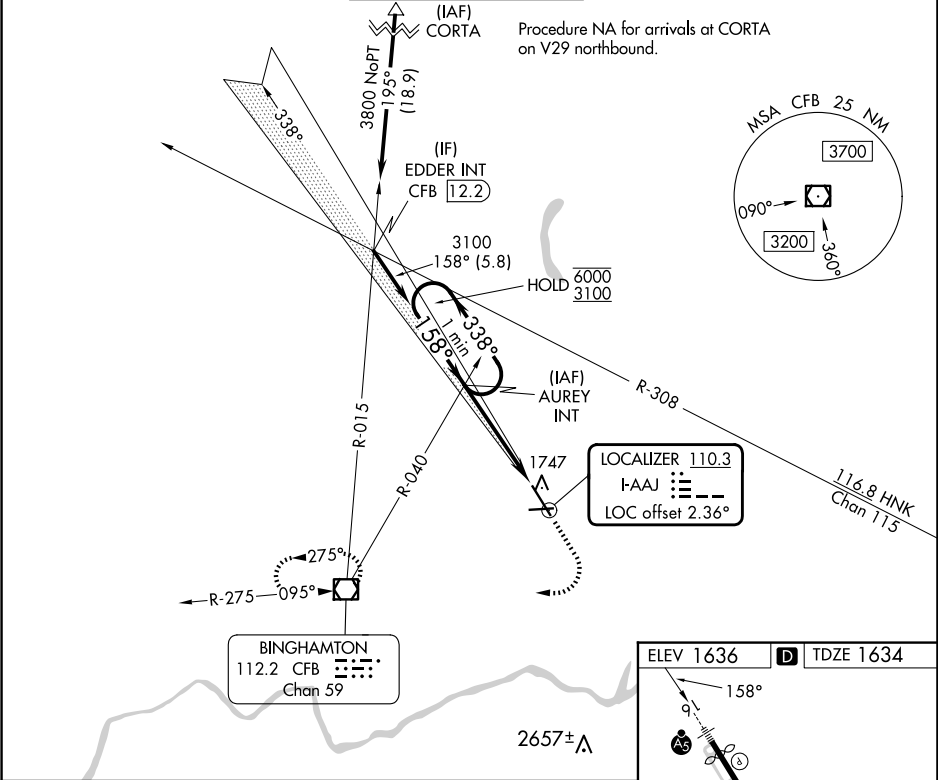 (IAF)
CORTA
Procedure NA for arrivals at CORTA
on V29 northbound.
3800 NoPT
195°
(18.9)
338°
MSA CFB 25 NM
3700
090°
3200
360°
(IF)
EDDER INT
CFB 12.2
3100
158° (5.8)
HOLD 6000
3100
158°
1 min
338°
(IAF)
AUREY
INT
R-015
R-040
R-308
1747
LOCALIZER 110.3
I-AAJ
LOC offset 2.36°
116.8 HNK
Chan 115
275°
R-275
095°
BINGHAMTON
112.2 CFB
Chan 59
2657±
ELEV 1636
D
TDZE 1634
158°
16
A5